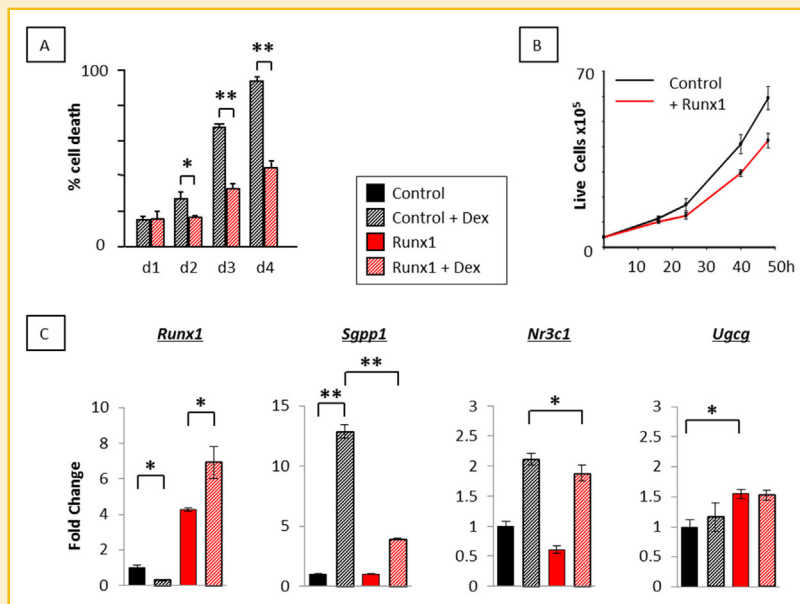 A
100
% cell death
0
d1 d2 d3 d4
* ** **
Control
Control + Dex
Runx1
Runx1 + Dex
B
70
Live Cells x10⁵
0
Control
+ Runx1
10 20 30 40 50h
C
Runx1
Fold Change
10
8
6
4
2
0
* *
Sgpp1
15
10
5
0
** **
Nr3c1
3
2.5
2
1.5
1
0.5
0
*
Ugcg
3
2.5
2
1.5
1
0.5
0
*